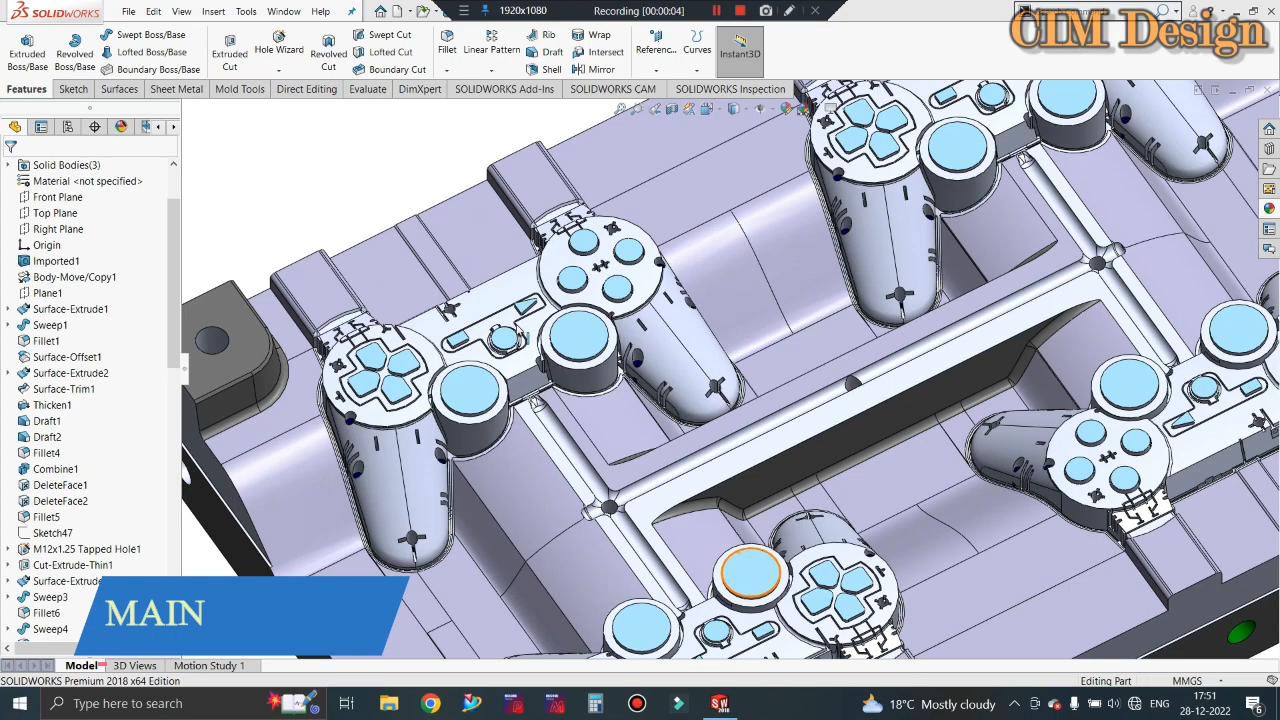 SOLIDWORKS
File
Edit
View
Insert
Tools
Window
Help
1920x1080
Recording [00:00:04]
Search Command
CIM Design
Extruded Boss/Base
Revolved Boss/Base
Swept Boss/Base
Lofted Boss/Base
Boundary Boss/Base
Extruded Cut
Hole Wizard
Revolved Cut
Swept Cut
Lofted Cut
Boundary Cut
Fillet
Linear Pattern
Rib
Draft
Shell
Wrap
Intersect
Mirror
Referenc...
Curves
Instant3D
Features
Sketch
Surfaces
Sheet Metal
Mold Tools
Direct Editing
Evaluate
DimXpert
SOLIDWORKS Add-Ins
SOLIDWORKS CAM
SOLIDWORKS Inspection
Solid Bodies(3)
Material <not specified>
Front Plane
Top Plane
Right Plane
Origin
Imported1
Body-Move/Copy1
Plane1
Surface-Extrude1
Sweep1
Fillet1
Surface-Offset1
Surface-Extrude2
Surface-Trim1
Thicken1
Draft1
Draft2
Fillet4
Combine1
DeleteFace1
DeleteFace2
Fillet5
Sketch47
M12x1.25 Tapped Hole1
Cut-Extrude-Thin1
Surface-Extrude
Sweep3
Fillet6
Sweep4
MAIN
Model
3D Views
Motion Study 1
SOLIDWORKS Premium 2018 x64 Edition
Editing Part
MMGS
Type here to search
18°C Mostly cloudy
ENG
17:51
28-12-2022
6